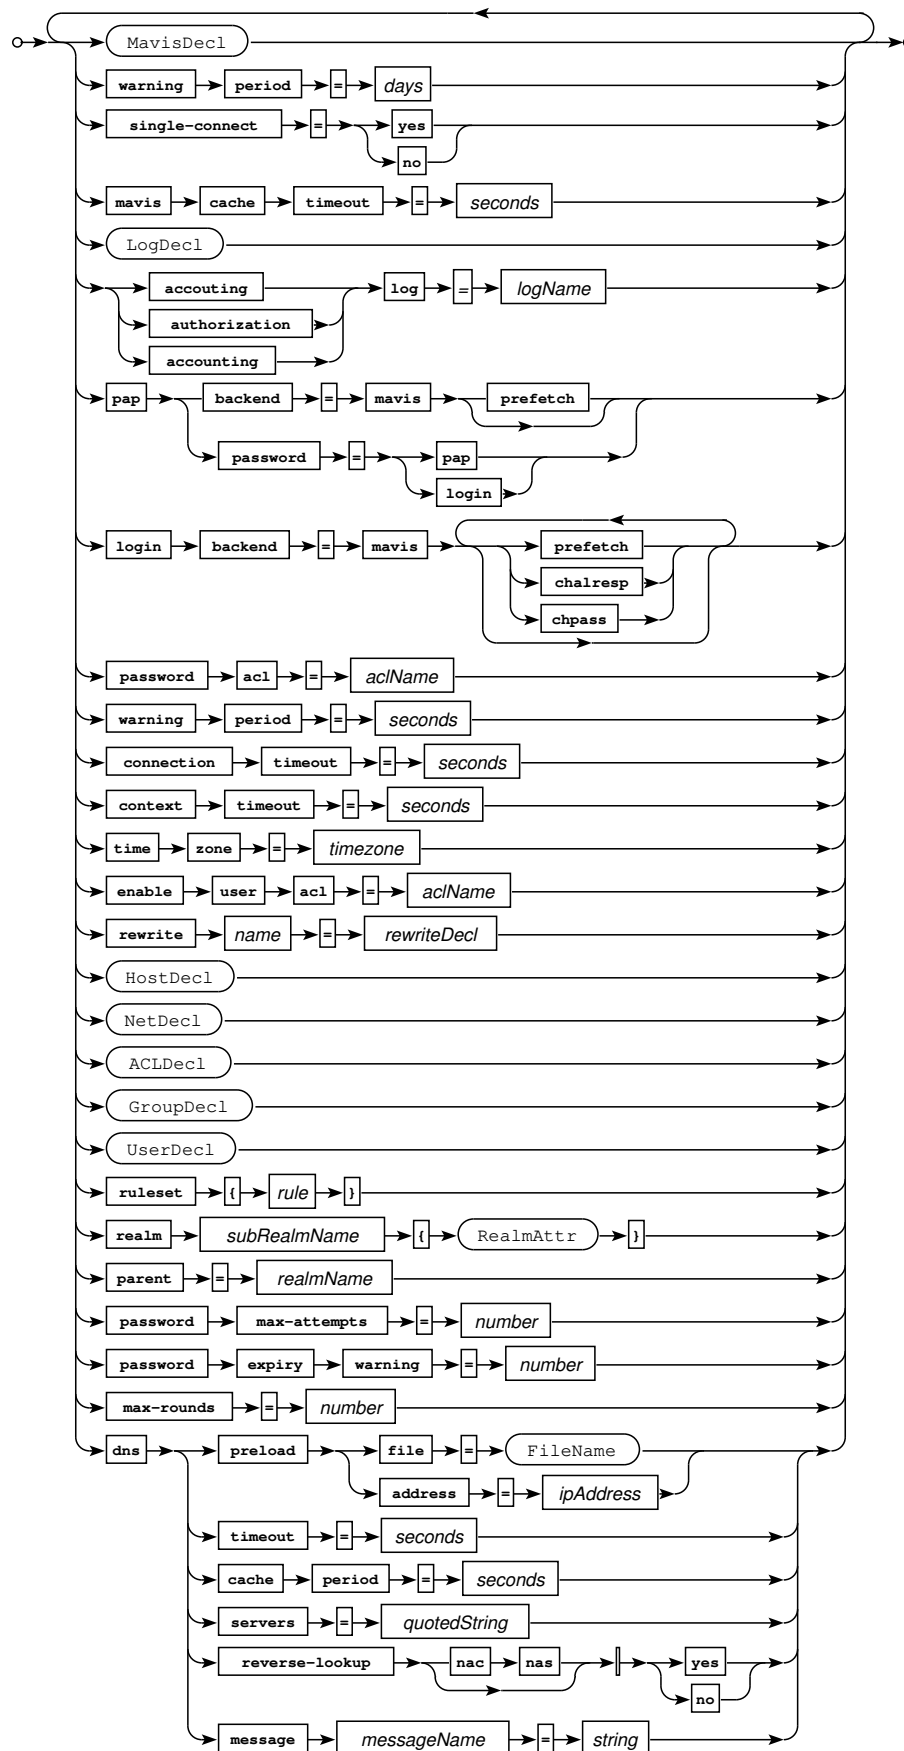 MavisDecl
warning period = days
single-connect = yes
no
mavis cache timeout = seconds
LogDecl
accouting log = logName
authorization
accounting
pap backend = mavis prefetch
password = pap
login
login backend = mavis prefetch
chalresp
chpass
password acl = aclName
warning period = seconds
connection timeout = seconds
context timeout = seconds
time zone = timezone
enable user acl = aclName
rewrite name = rewriteDecl
HostDecl
NetDecl
ACLDecl
GroupDecl
UserDecl
ruleset { rule }
realm subRealmName { RealmAttr }
parent = realmName
password max-attempts = number
password expiry warning = number
max-rounds = number
dns preload file = FileName
address = ipAddress
timeout = seconds
cache period = seconds
servers = quotedString
reverse-lookup nac nas yes
no
message messageName = string